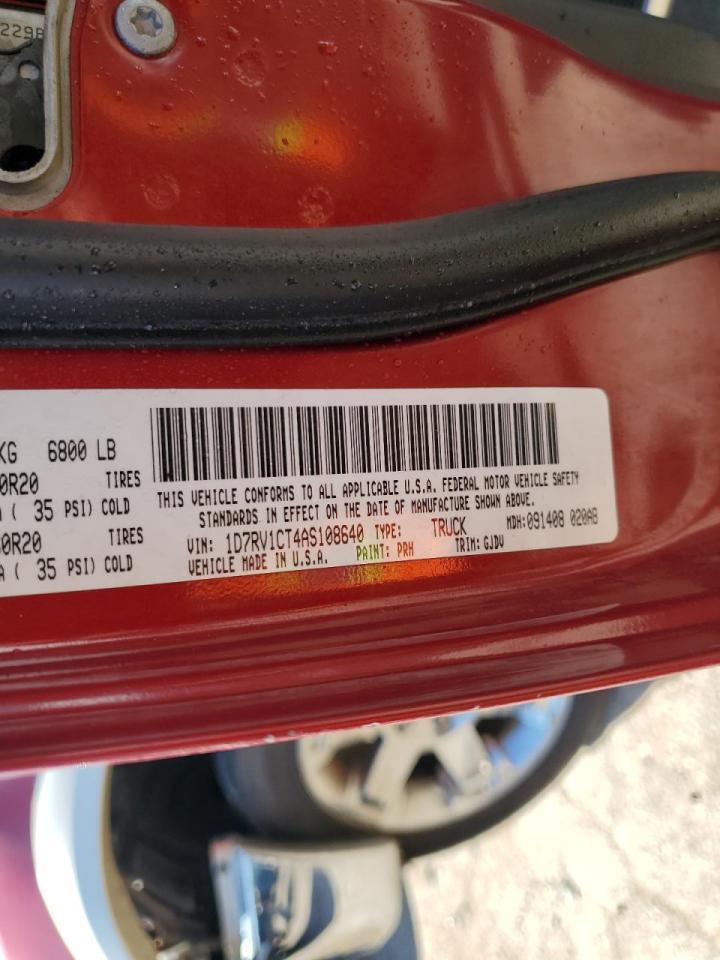 2298
KG 6800 LB
0R20 TIRES
( 35 PSI) COLD
0R20 TIRES
A ( 35 PSI) COLD
THIS VEHICLE CONFORMS TO ALL APPLICABLE U.S.A. FEDERAL MOTOR VEHICLE SAFETY
STANDARDS IN EFFECT ON THE DATE OF MANUFACTURE SHOWN ABOVE.
VIN: 1D7RV1CT4AS108640 TYPE: TRUCK MDH:091408 020AB
VEHICLE MADE IN U.S.A. PAINT: PRH TRIM: GJDV